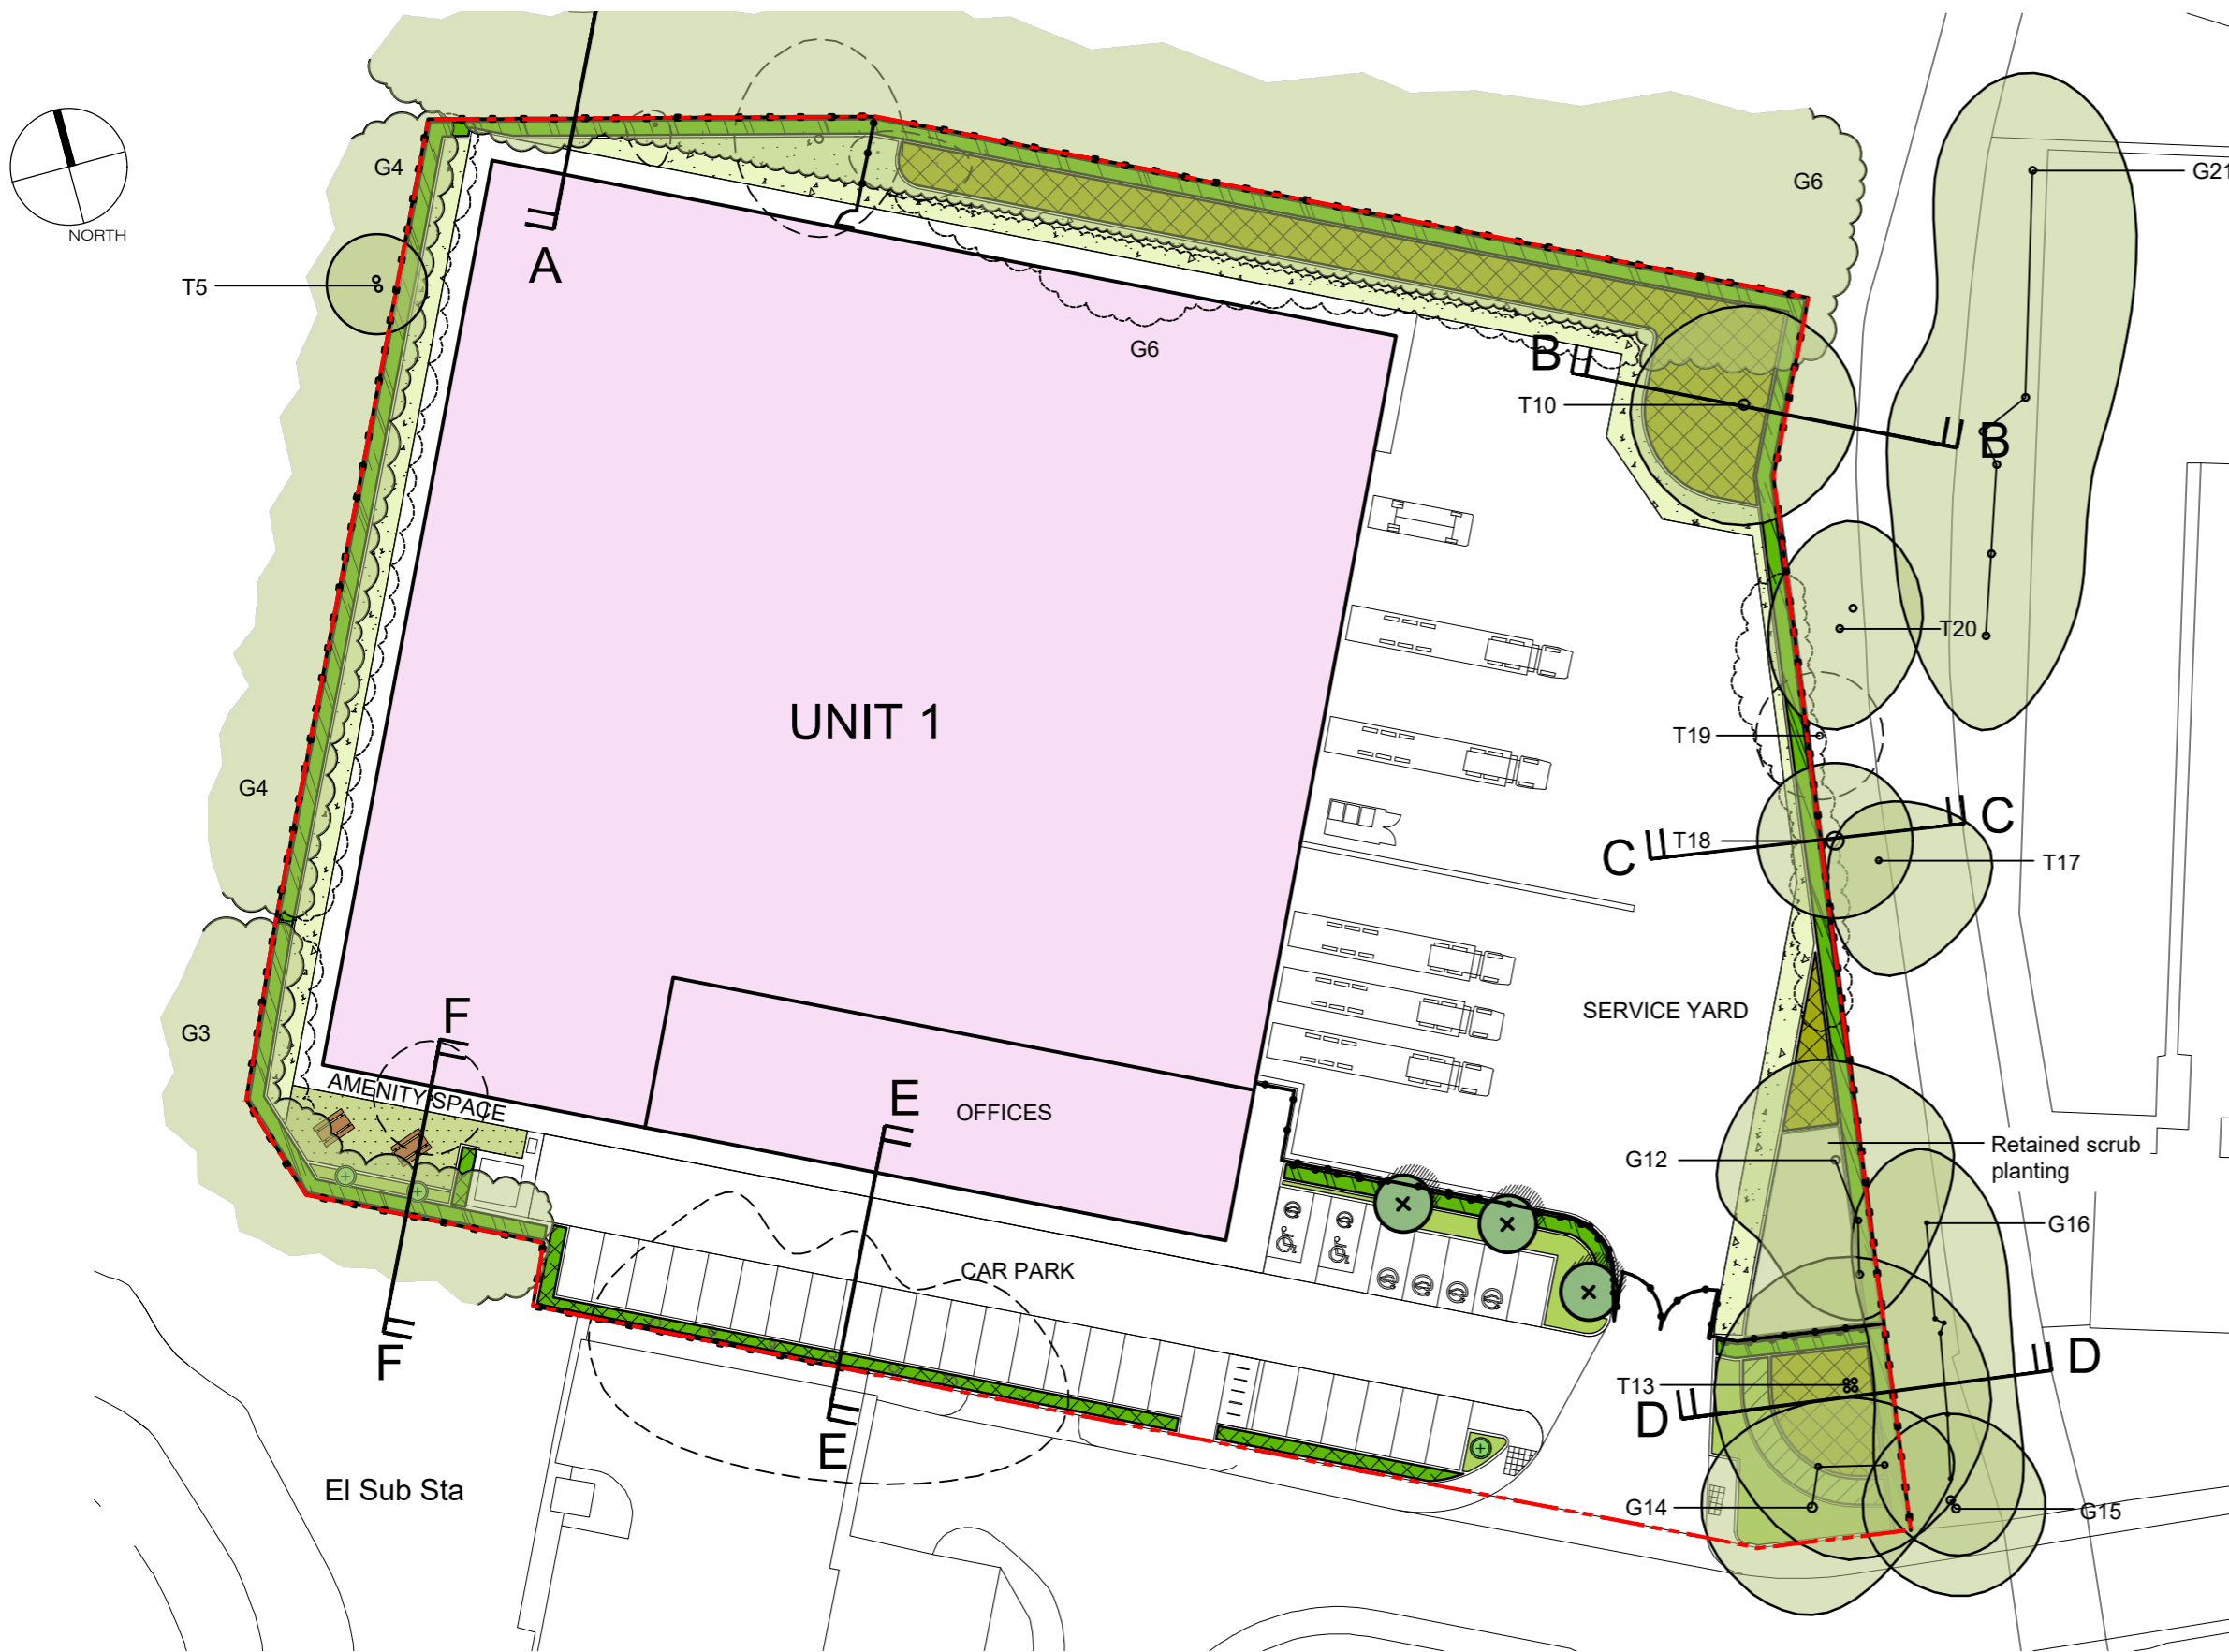 NORTH
G4
G6
G21
T5
A
G6
B
B
T10
T20
UNIT 1
T19
G4
C
C
T18
T17
F
G3
SERVICE YARD
AMENITY SPACE
E
OFFICES
Retained scrub
planting
G12
G16
CAR PARK
F
D
T13
D
E
El Sub Sta
G14
G15